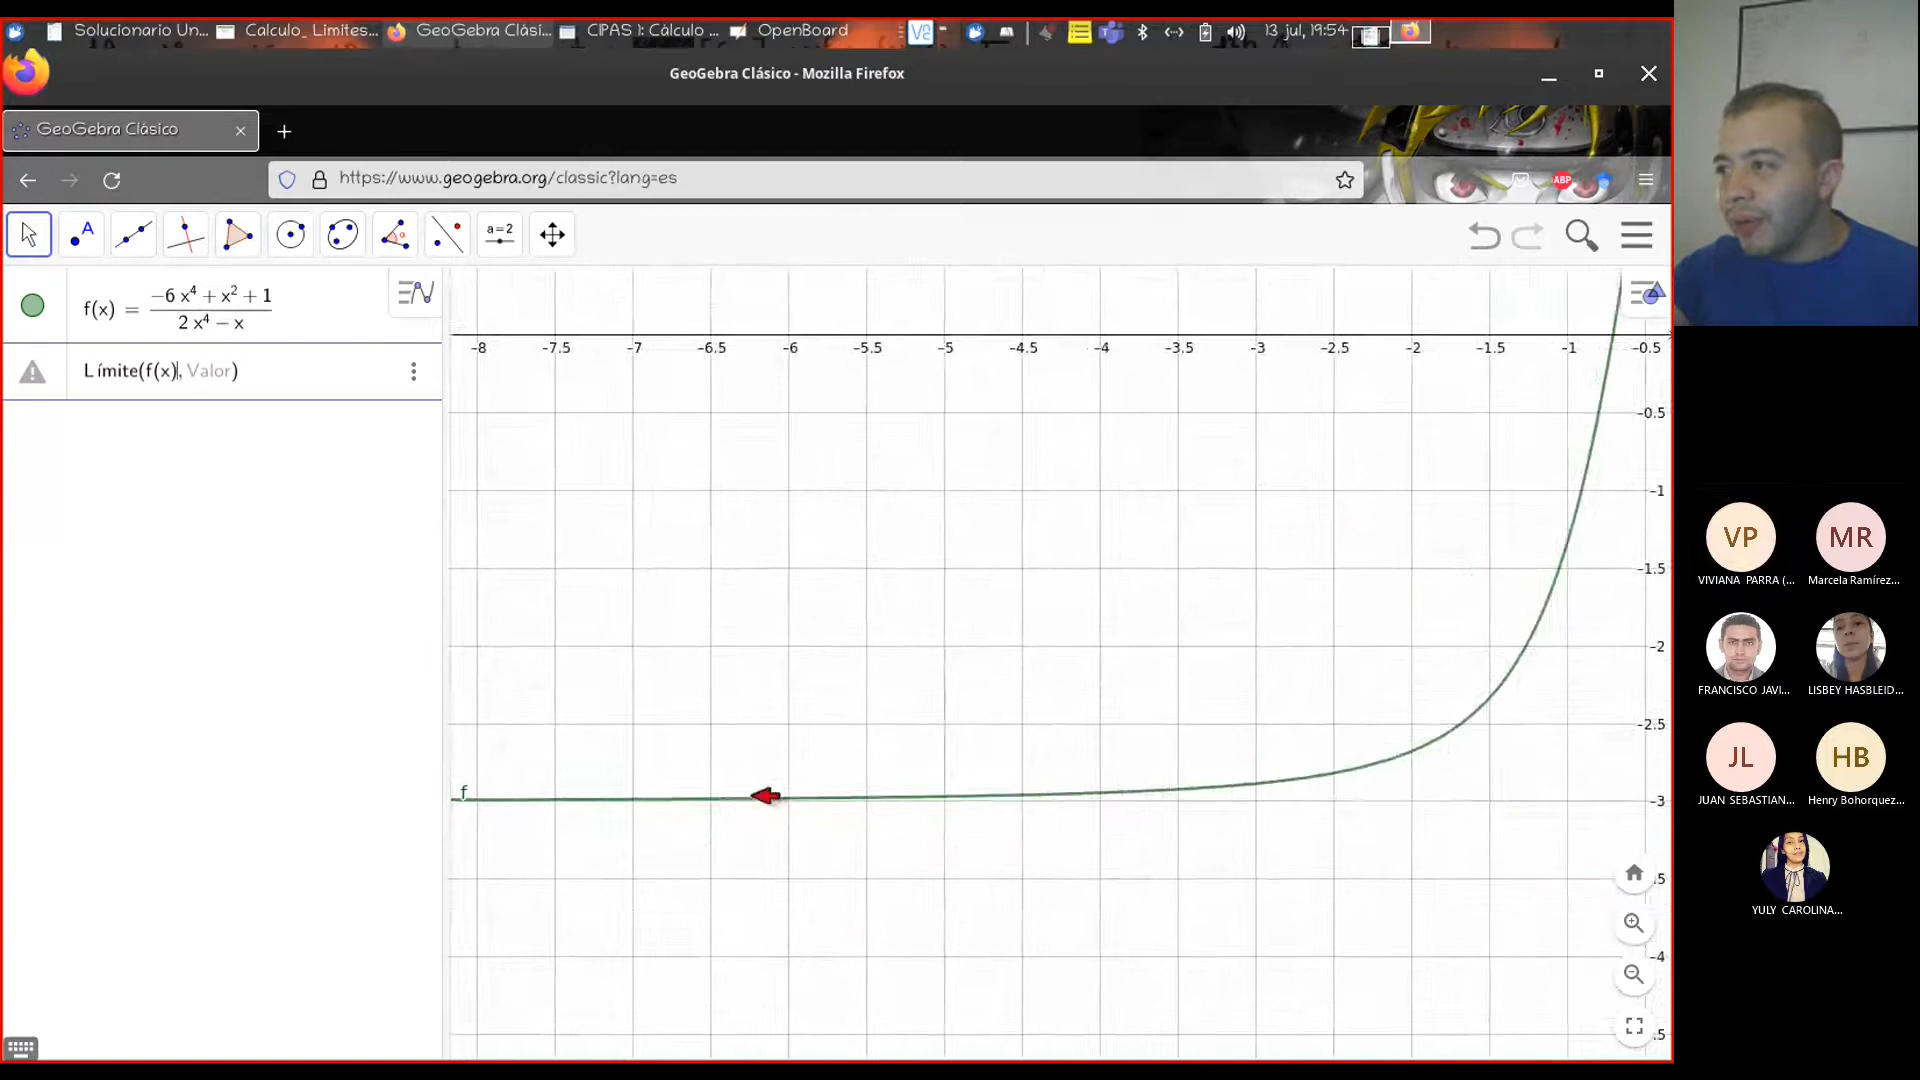 Solucionario Un... Calculo_ Limites... GeoGebra Clási... CIPAS 1: Cálculo ... OpenBoard 13 jul, 19:54
GeoGebra Clásico - Mozilla Firefox
GeoGebra Clásico
https://www.geogebra.org/classic?lang=es
ABP
A
α
a=2
f(x) = (−6 x⁴ + x² + 1) / (2 x⁴ − x)
Límite(f(x), Valor)
-8 -7.5 -7 -6.5 -6 -5.5 -5 -4.5 -4 -3.5 -3 -2.5 -2 -1.5 -1 -0.5
-0.5
-1
-1.5
-2
-2.5
-3
.5
-4
.5
f
VP
VIVIANA PARRA (...
MR
Marcela Ramírez...
FRANCISCO JAVI...
LISBEY HASBLEID...
JL
JUAN SEBASTIAN...
HB
Henry Bohorquez...
YULY CAROLINA...